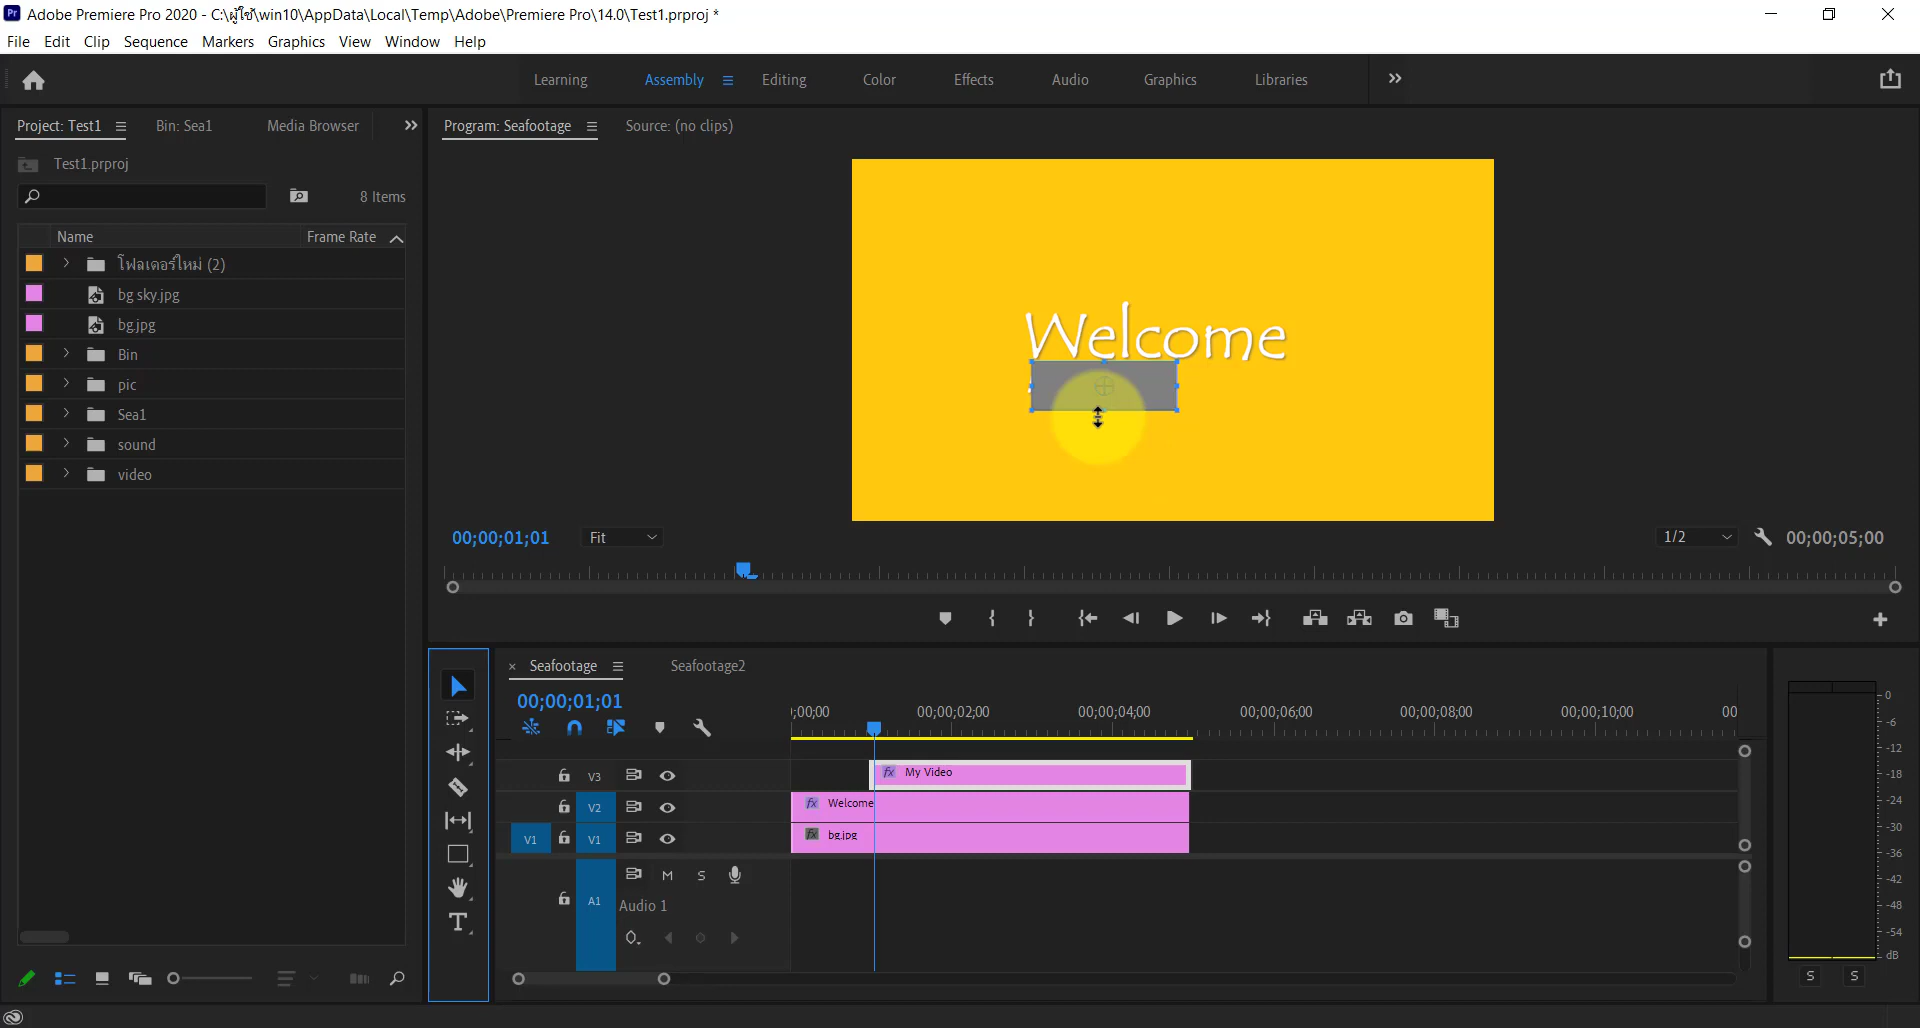 Adobe Premiere Pro 2020 - C:\ผู้ใช้\win10\AppData\Local\Temp\Adobe\Premiere Pro\14.0\Test1.prproj *
File Edit Clip Sequence Markers Graphics View Window Help
Learning Assembly Editing Color Effects Audio Graphics Libraries
Project: Test1 Bin: Sea1 Media Browser
Program: Seafootage Source: (no clips)
Test1.prproj
8 Items
Name Frame Rate
โฟลเดอร์ใหม่ (2)
bg sky.jpg
bg.jpg
Bin
pic
Sea1
sound
video
Welcome
00;00;01;01 Fit 1/2 00;00;05;00
Seafootage Seafootage2
00;00;01;01
;00;00 00;00;02;00 00;00;04;00 00;00;06;00 00;00;08;00 00;00;10;00 00
V3 My Video
V2 Welcome
V1 V1 bg.jpg
M S
A1 Audio 1
0
-6
-12
-18
-24
-30
-36
-42
-48
-54
dB
S S